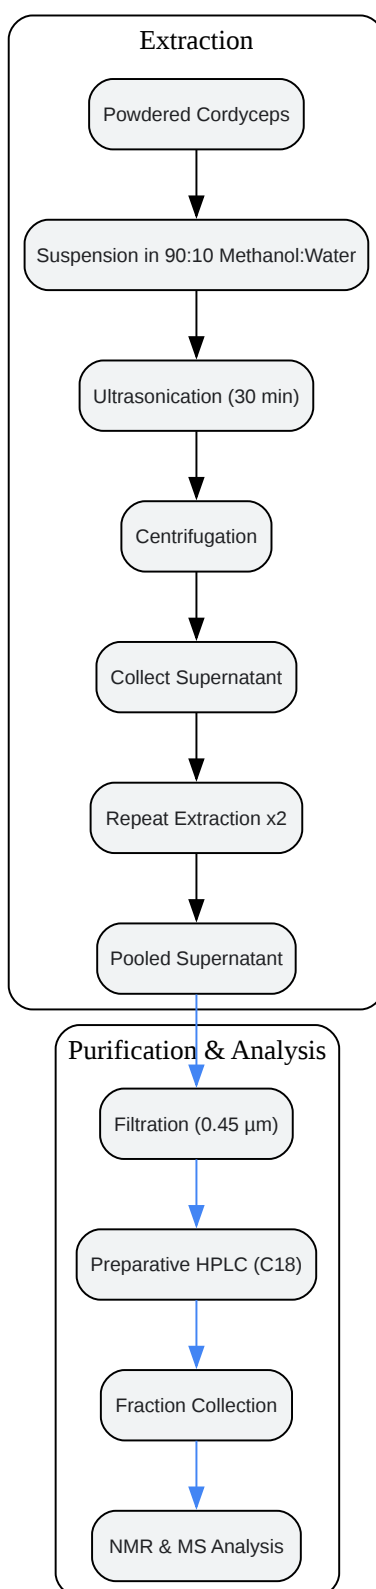 Extraction
Powdered Cordyceps
Suspension in 90:10 Methanol:Water
Ultrasonication (30 min)
Centrifugation
Collect Supernatant
Repeat Extraction x2
Pooled Supernatant
Purification & Analysis
Filtration (0.45 µm)
Preparative HPLC (C18)
Fraction Collection
NMR & MS Analysis